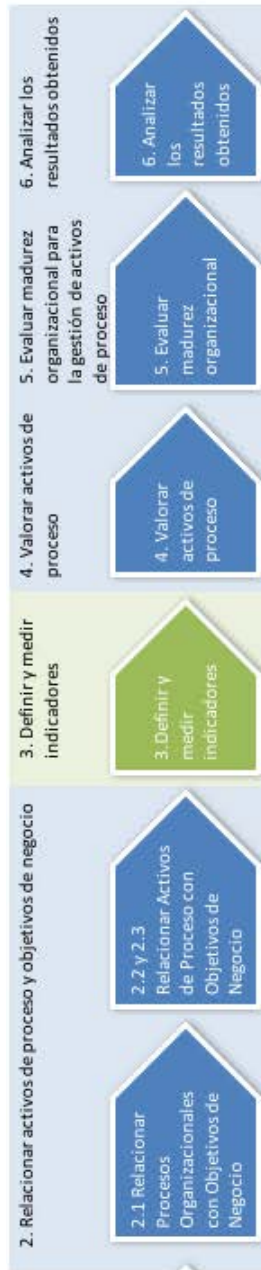 2. Relacionar activos de proceso y objetivos de negocio
2.1 Relacionar
Procesos
Organizacionales
con Objetivos de
Negocio
2.2 y 2.3
Relacionar Activos
de Proceso con
Objetivos de
Negocio
3. Definir y medir
indicadores
3.Definir y
medir
indicadores
4. Valorar activos de
proceso
4. Valorar
activos de
proceso
5. Evaluar madurez
organizacional para
la gestión de activos
de proceso
5. Evaluar
madurez
organizacional
6. Analizar los
resultados obtenidos
6. Analizar
los
resultados
obtenidos